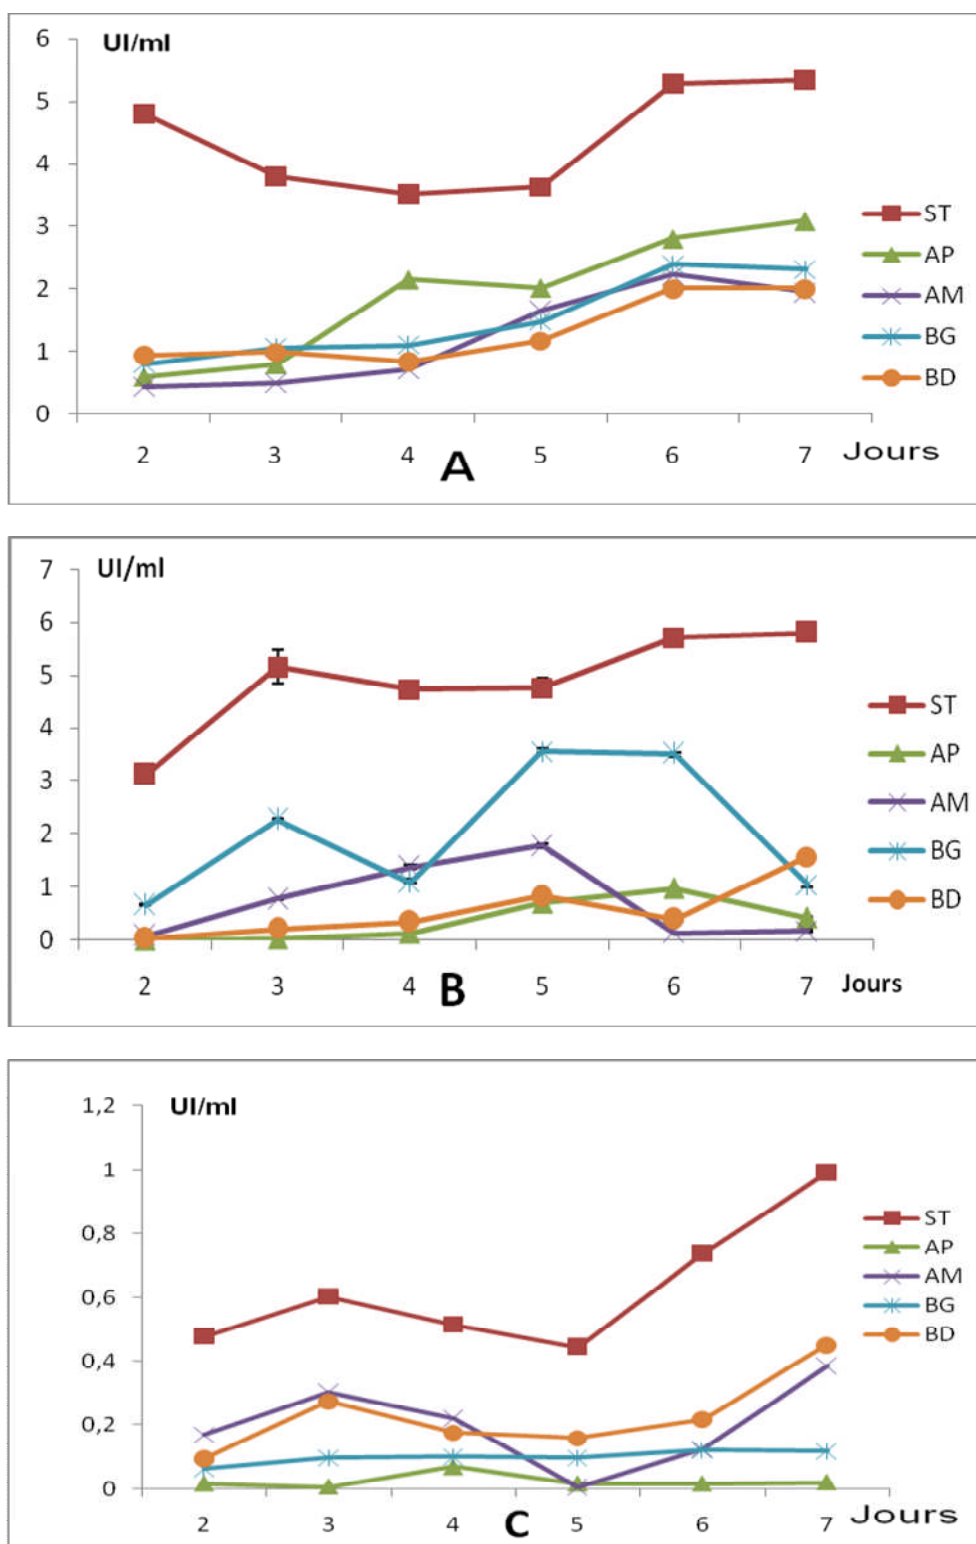 UI/ml
6
5
4
3
2
1
0
ST
AP
AM
BG
BD
2 3 4 5 6 7 Jours
A
UI/ml
7
6
5
4
3
2
1
0
ST
AP
AM
BG
BD
2 3 4 5 6 7 Jours
B
UI/ml
1,2
1
0,8
0,6
0,4
0,2
0
ST
AP
AM
BG
BD
2 3 4 5 6 7 Jours
C